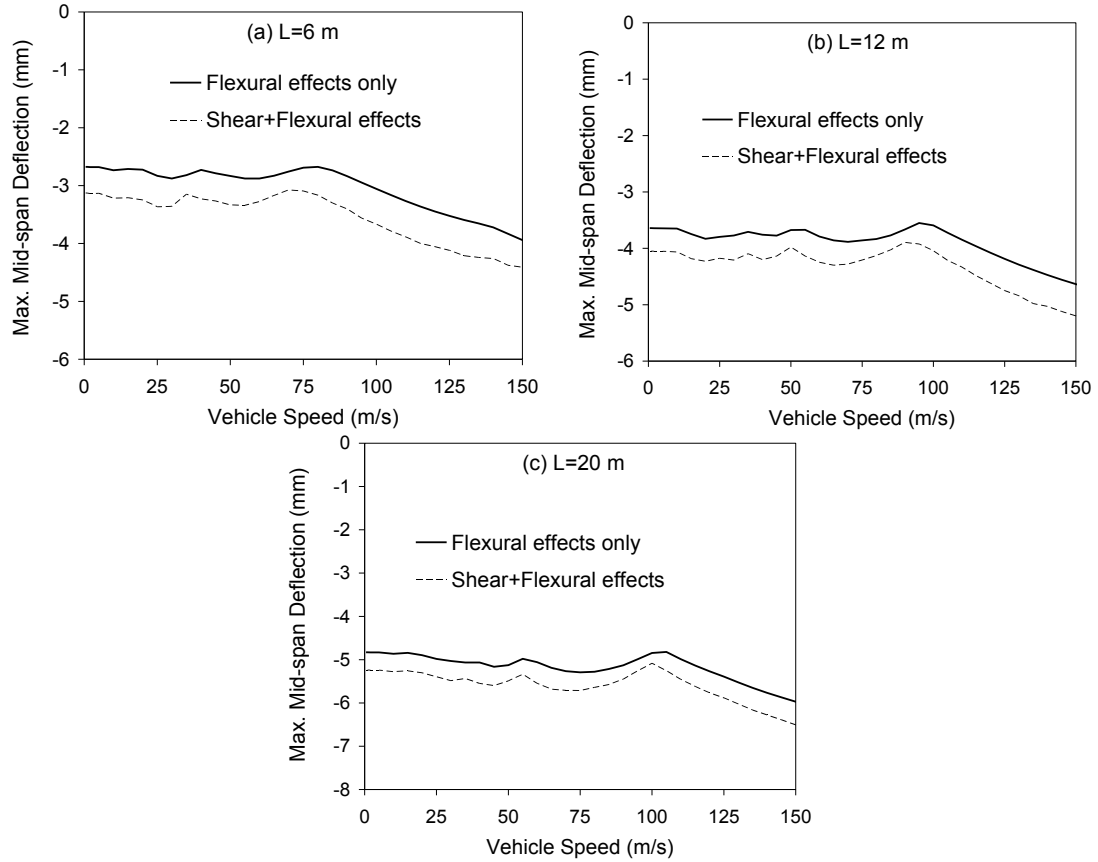 (a) L=6 m
Max. Mid-span Deflection (mm)
0
-1
-2
-3
-4
-5
-6
Flexural effects only
Shear+Flexural effects
0 25 50 75 100 125 150
Vehicle Speed (m/s)
(b) L=12 m
Max. Mid-span Deflection (mm)
0
-1
-2
-3
-4
-5
-6
Flexural effects only
Shear+Flexural effects
0 25 50 75 100 125 150
Vehicle Speed (m/s)
(c) L=20 m
Max. Mid-span Deflection (mm)
0
-1
-2
-3
-4
-5
-6
-7
-8
Flexural effects only
Shear+Flexural effects
0 25 50 75 100 125 150
Vehicle Speed (m/s)